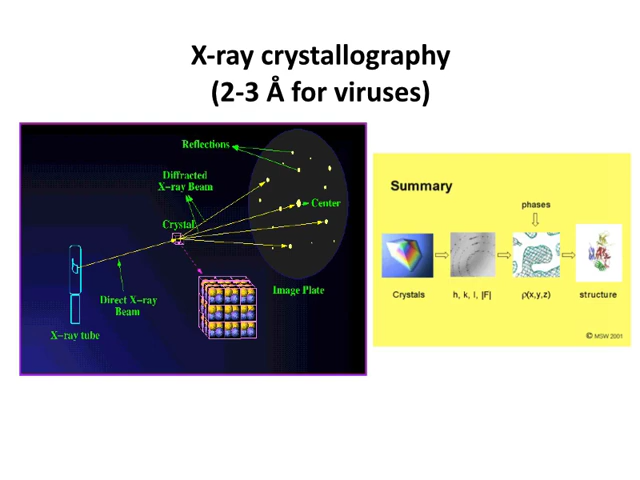 X-ray crystallography
(2-3 Å for viruses)
Reflections
Diffracted
X-ray Beam
Center
Crystal
Image Plate
Direct X-ray
Beam
X-ray tube
Summary
phases
Crystals
h, k, l, |F|
ρ(x,y,z)
structure
© MSW 2001